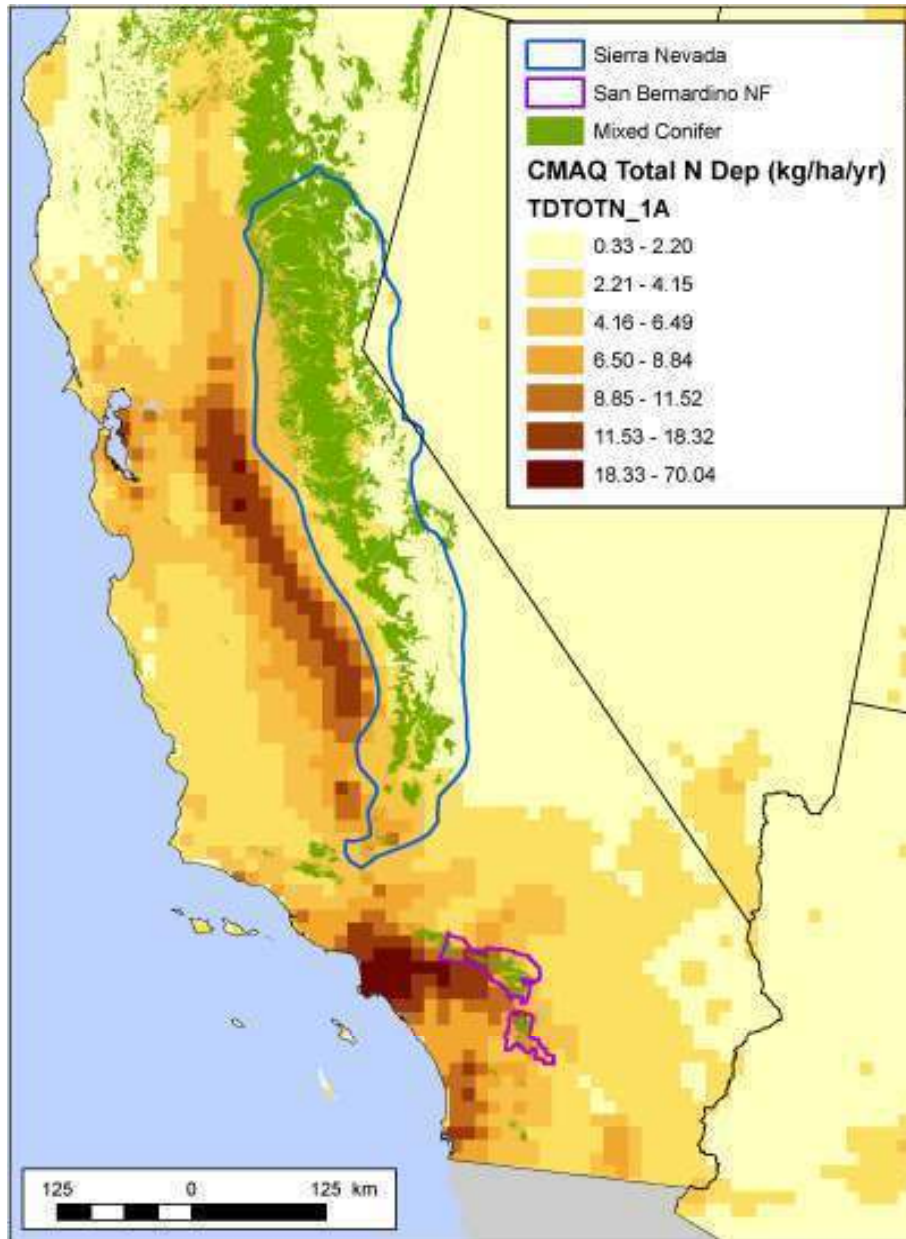 Sierra Nevada
San Bernardino NF
Mixed Conifer
CMAQ Total N Dep (kg/ha/yr)
TDTOTN_1A
0.33 - 2.20
2.21 - 4.15
4.16 - 6.49
6.50 - 8.84
8.85 - 11.52
11.53 - 18.32
18.33 - 70.04
125 0 125 km